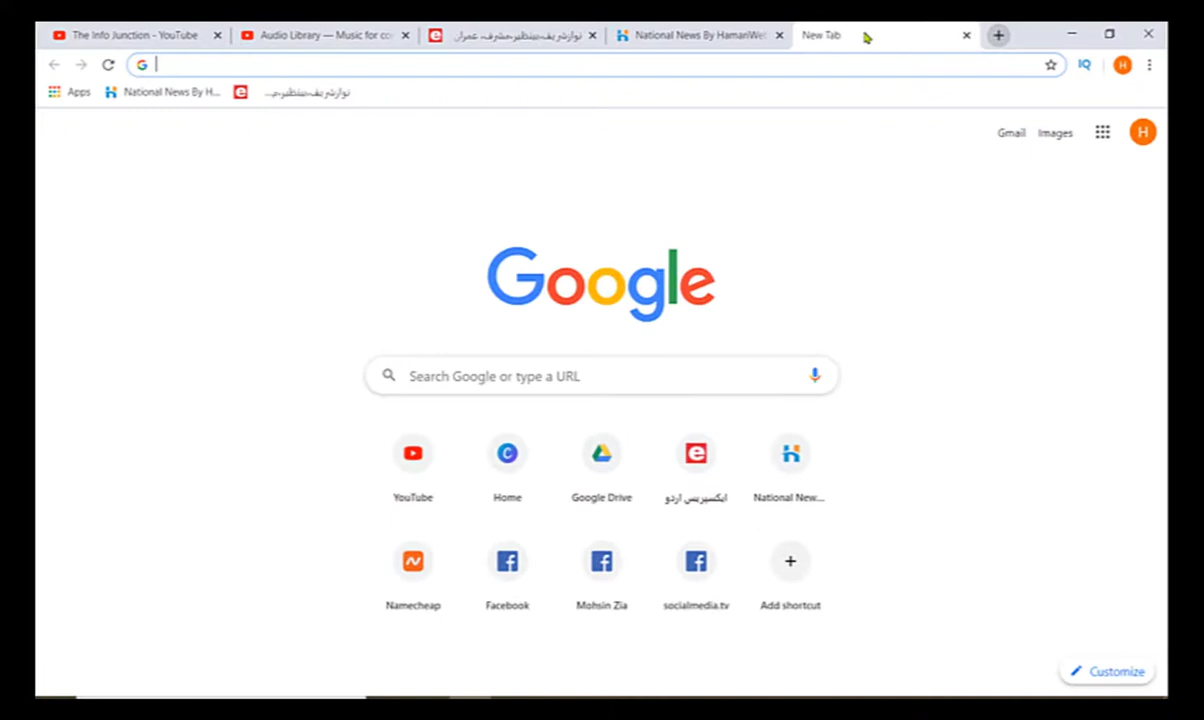 The Info Junction - YouTube
Audio Library — Music for co
نوازشریف،بینظیر،مشرف، عمران
National News By HamariWeb
New Tab
G
IQ
H
Apps
National News By H...
نوازشریف،بینظیر،م...
Gmail
Images
H
Google
Search Google or type a URL
YouTube
Home
Google Drive
ایکسپریس اردو
National New...
Namecheap
Facebook
Mohsin Zia
socialmedia.tv
Add shortcut
Customize